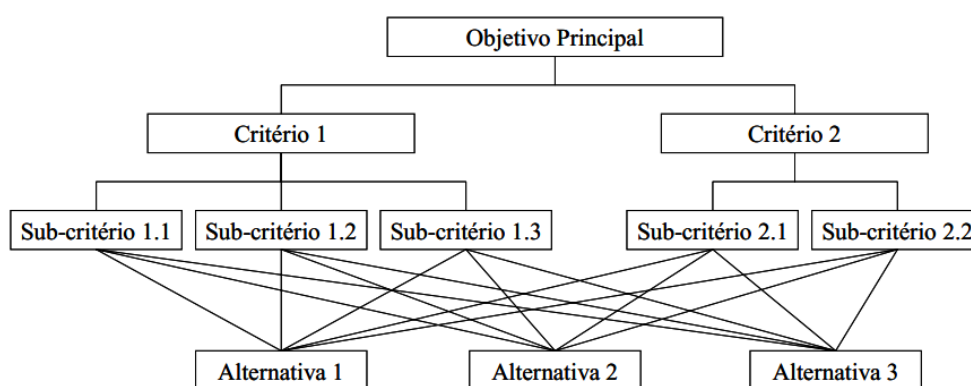 Objetivo Principal
Critério 1
Critério 2
Sub-critério 1.1
Sub-critério 1.2
Sub-critério 1.3
Sub-critério 2.1
Sub-critério 2.2
Alternativa 1
Alternativa 2
Alternativa 3